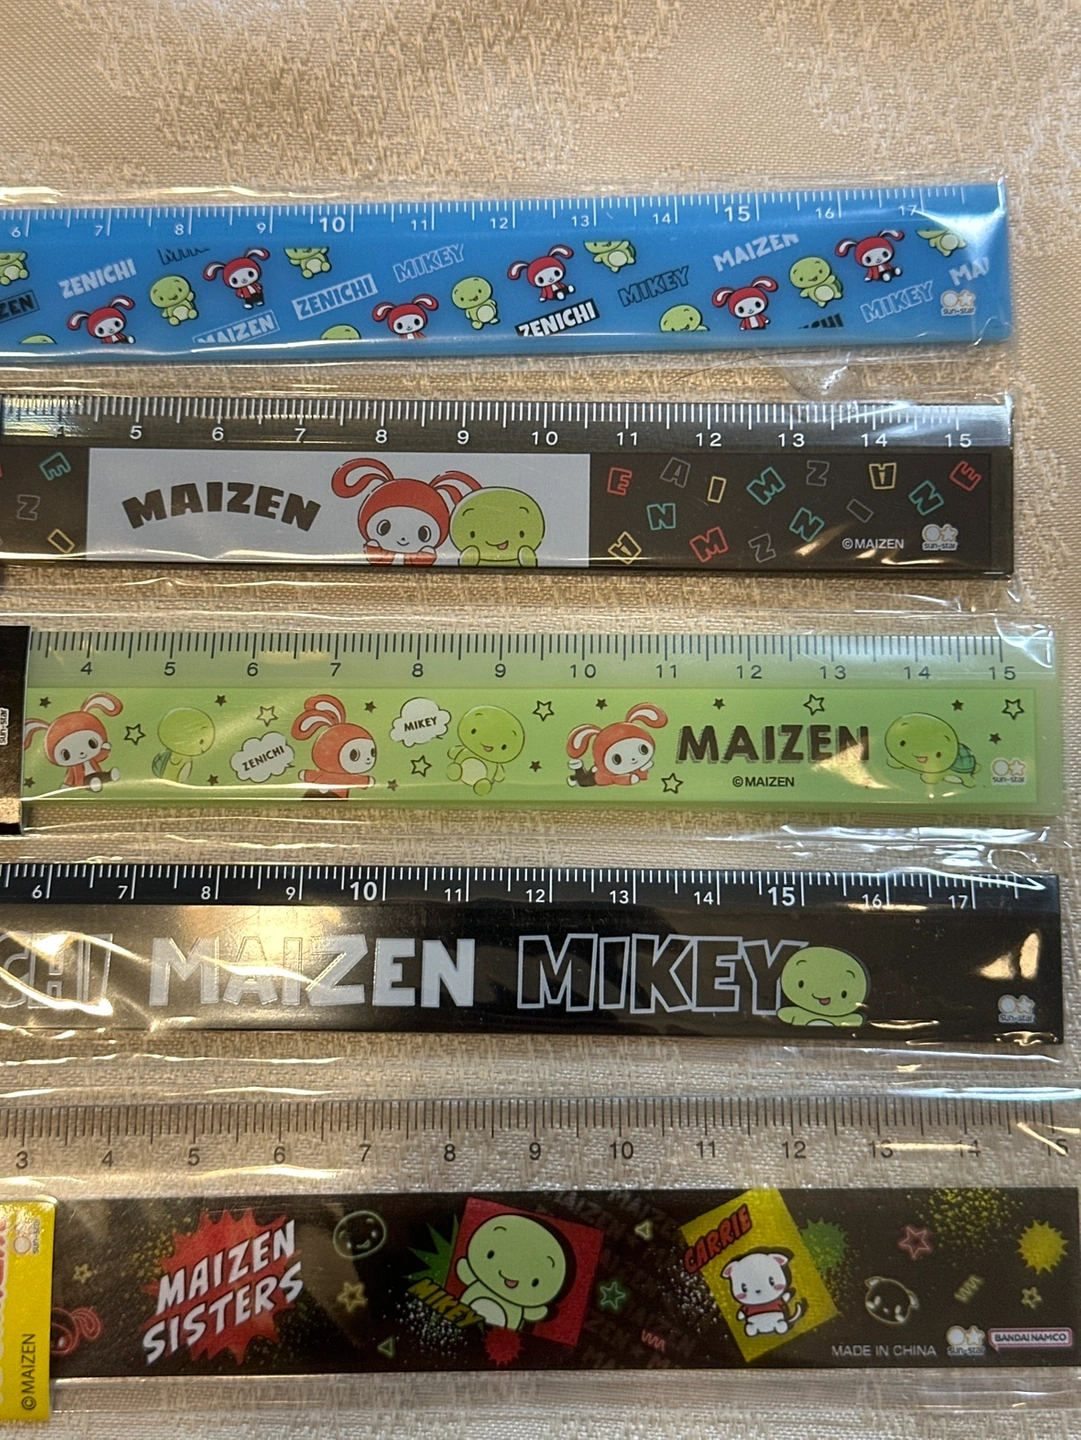 6 7 8 9 10 11 12 13 14 15 16 17
ZENICHI MIKEY MAIZEN
ZENICHI MIKEY
MAIZEN ZENICHI MIKEY
sun-star
5 6 7 8 9 10 11 12 13 14 15
MAIZEN
E A I M Z A N E
Z I N A M Z N I
©MAIZEN sun-star
4 5 6 7 8 9 10 11 12 13 14 15
ZENICHI MIKEY MAIZEN
©MAIZEN sun-star
6 7 8 9 10 11 12 13 14 15 16 17
CHI MAIZEN MIKEY
sun-star
3 4 5 6 7 8 9 10 11 12 13 14 15
MAIZEN
SISTERS
MIKEY
CARRIE
MADE IN CHINA sun-star BANDAI NAMCO
©MAIZEN
sun-star